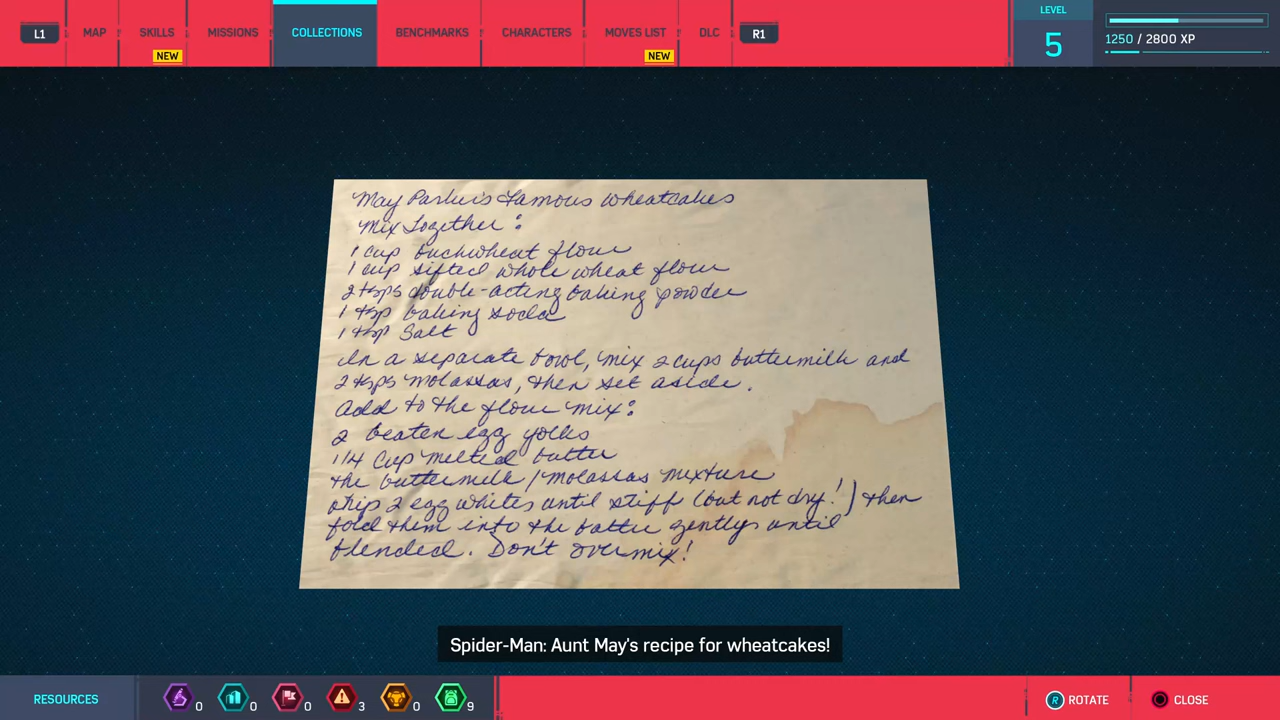 L1 MAP SKILLS MISSIONS COLLECTIONS BENCHMARKS CHARACTERS MOVES LIST DLC R1
NEW NEW
LEVEL
5
1250 / 2800 XP
May Parker's Famous Wheatcakes
Mix Together:
1 cup buckwheat flour
1 cup sifted whole wheat flour
2 tsps double-acting baking powder
1 tsp baking soda
1 tsp Salt
In a separate bowl, mix 2 cups buttermilk and
2 tsps molassas, then set aside.
Add to the flour mix:
2 beaten egg yolks
1/4 Cup melted butter
the buttermilk/molassas mixture
whip 2 egg whites until stiff (but not dry!) then
fold them into the batter gently until
blended. Don't overmix!
Spider-Man: Aunt May's recipe for wheatcakes!
RESOURCES 0 0 0 3 0 9
R ROTATE CLOSE